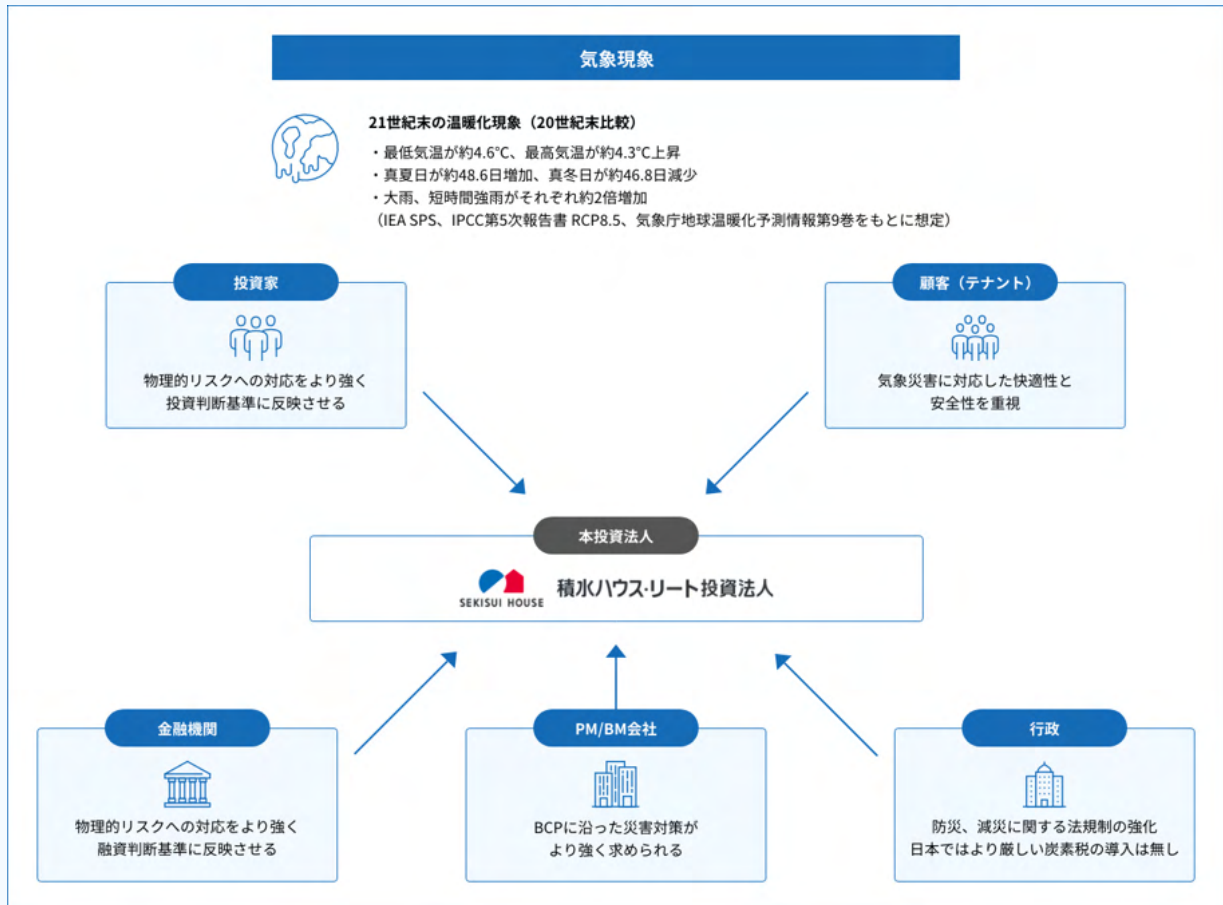 気象現象
21世紀末の温暖化現象（20世紀末比較）
・最低気温が約4.6℃、最高気温が約4.3℃上昇
・真夏日が約48.6日増加、真冬日が約46.8日減少
・大雨、短時間強雨がそれぞれ約2倍増加
（IEA SPS、IPCC第5次報告書 RCP8.5、気象庁地球温暖化予測情報第9巻をもとに想定）
投資家
物理的リスクへの対応をより強く
投資判断基準に反映させる
顧客（テナント）
気象災害に対応した快適性と
安全性を重視
本投資法人
SEKISUI HOUSE
積水ハウス・リート投資法人
金融機関
物理的リスクへの対応をより強く
融資判断基準に反映させる
PM/BM会社
BCPに沿った災害対策が
より強く求められる
行政
防災、減災に関する法規制の強化
日本ではより厳しい炭素税の導入は無し